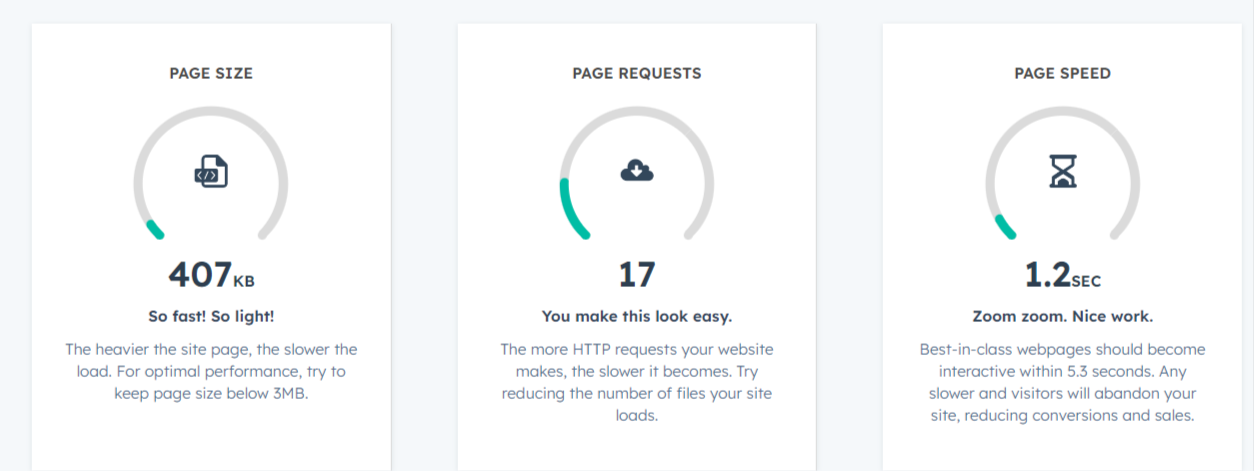 PAGE SIZE
</>
407KB
So fast! So light!
The heavier the site page, the slower the
load. For optimal performance, try to
keep page size below 3MB.
PAGE REQUESTS
17
You make this look easy.
The more HTTP requests your website
makes, the slower it becomes. Try
reducing the number of files your site
loads.
PAGE SPEED
1.2SEC
Zoom zoom. Nice work.
Best-in-class webpages should become
interactive within 5.3 seconds. Any
slower and visitors will abandon your
site, reducing conversions and sales.